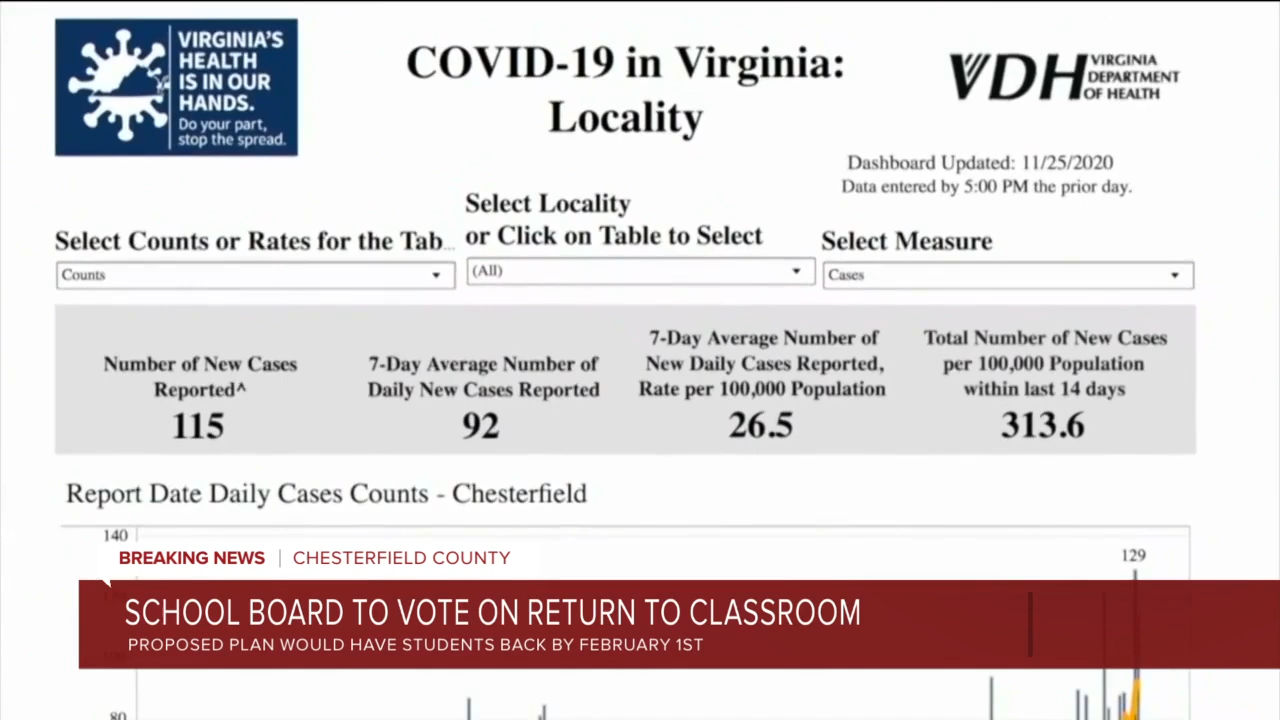 VIRGINIA'S
HEALTH
IS IN OUR
HANDS.
Do your part,
stop the spread.
COVID-19 in Virginia:
Locality
VDH VIRGINIA
DEPARTMENT
OF HEALTH
Dashboard Updated: 11/25/2020
Data entered by 5:00 PM the prior day.
Select Counts or Rates for the Tab...
Counts
Select Locality
or Click on Table to Select
(All)
Select Measure
Cases
Number of New Cases
Reported^
115
7-Day Average Number of
Daily New Cases Reported
92
7-Day Average Number of
New Daily Cases Reported,
Rate per 100,000 Population
26.5
Total Number of New Cases
per 100,000 Population
within last 14 days
313.6
Report Date Daily Cases Counts - Chesterfield
140
129
BREAKING NEWS | CHESTERFIELD COUNTY
SCHOOL BOARD TO VOTE ON RETURN TO CLASSROOM
PROPOSED PLAN WOULD HAVE STUDENTS BACK BY FEBRUARY 1ST
80